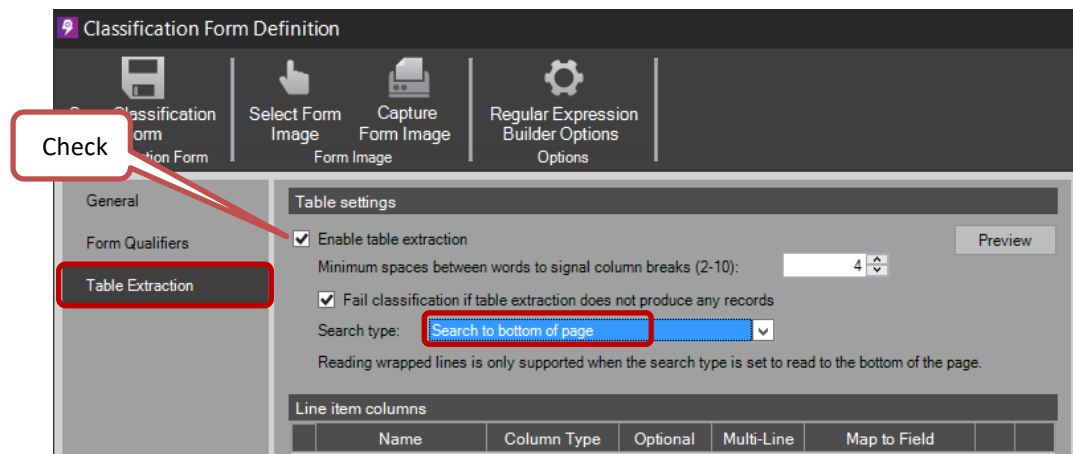 Classification Form Definition
Classification
Select Form
Image
Capture
Form Image
Regular Expression
Builder Options
Form
Form Image
Options
Check
General
Form Qualifiers
Table Extraction
Table settings
Enable table extraction
Preview
Minimum spaces between words to signal column breaks (2-10): 4
Fail classification if table extraction does not produce any records
Search type: Search to bottom of page
Reading wrapped lines is only supported when the search type is set to read to the bottom of the page.
Line item columns
Name Column Type Optional Multi-Line Map to Field